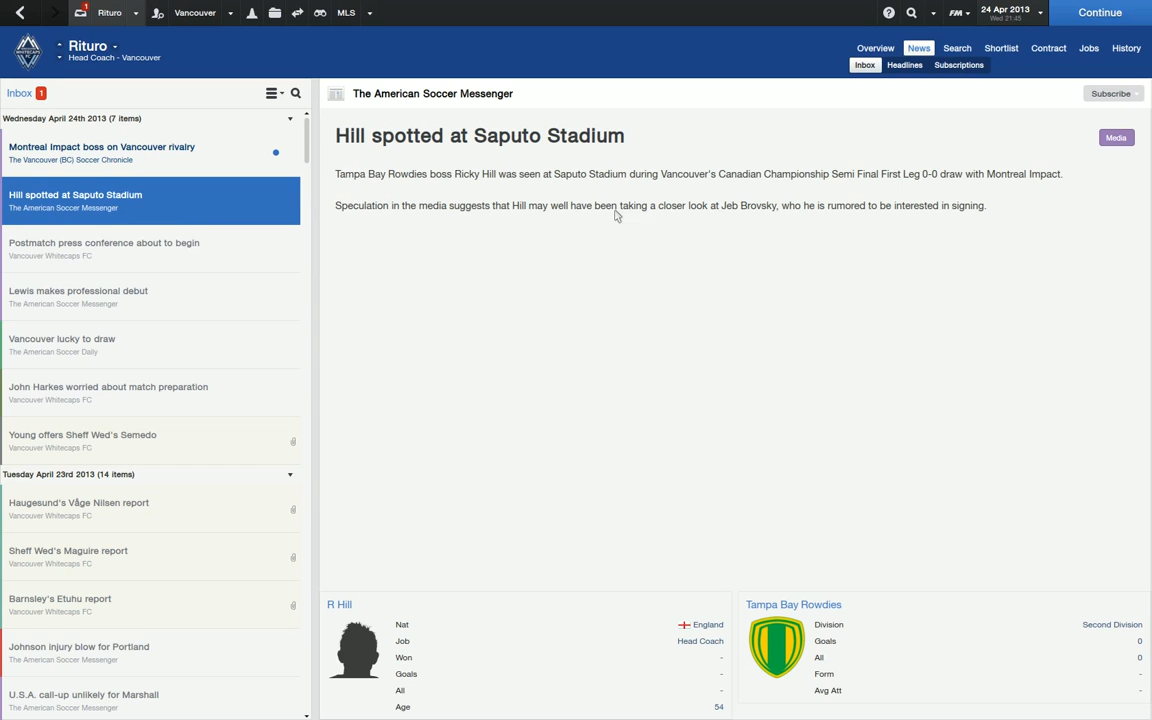 1
Rituro
Vancouver
MLS
FM
24 Apr 2013
Wed 21:45
Continue
WHITECAPS FC
Rituro
Head Coach - Vancouver
Overview
News
Search
Shortlist
Contract
Jobs
History
Inbox
Headlines
Subscriptions
Inbox 1
The American Soccer Messenger
Subscribe
Wednesday April 24th 2013 (7 items)
Montreal Impact boss on Vancouver rivalry
The Vancouver (BC) Soccer Chronicle
Hill spotted at Saputo Stadium
The American Soccer Messenger
Postmatch press conference about to begin
Vancouver Whitecaps FC
Lewis makes professional debut
The American Soccer Messenger
Vancouver lucky to draw
The American Soccer Daily
John Harkes worried about match preparation
Vancouver Whitecaps FC
Young offers Sheff Wed's Semedo
Vancouver Whitecaps FC
Tuesday April 23rd 2013 (14 items)
Haugesund's Våge Nilsen report
Vancouver Whitecaps FC
Sheff Wed's Maguire report
Vancouver Whitecaps FC
Barnsley's Etuhu report
Vancouver Whitecaps FC
Johnson injury blow for Portland
The American Soccer Messenger
U.S.A. call-up unlikely for Marshall
The American Soccer Messenger
Hill spotted at Saputo Stadium
Media
Tampa Bay Rowdies boss Ricky Hill was seen at Saputo Stadium during Vancouver's Canadian Championship Semi Final First Leg 0-0 draw with Montreal Impact.
Speculation in the media suggests that Hill may well have been taking a closer look at Jeb Brovsky, who he is rumored to be interested in signing.
R Hill
Nat England
Job Head Coach
Won -
Goals -
All -
Age 54
Tampa Bay Rowdies
Division Second Division
Goals 0
All 0
Form -
Avg Att -